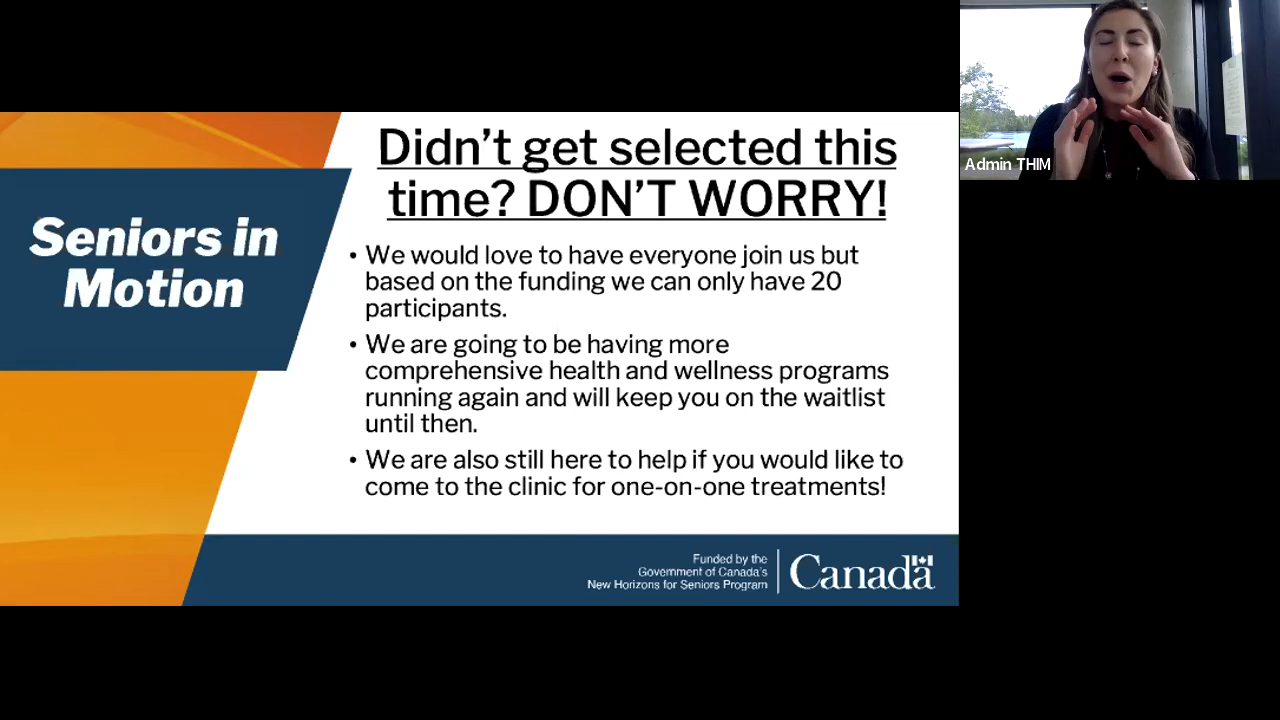 Admin THIM
Seniors in
Motion
Didn't get selected this
time? DON'T WORRY!
• We would love to have everyone join us but
based on the funding we can only have 20
participants.
• We are going to be having more
comprehensive health and wellness programs
running again and will keep you on the waitlist
until then.
• We are also still here to help if you would like to
come to the clinic for one-on-one treatments!
Funded by the
Government of Canada's
New Horizons for Seniors Program
Canada